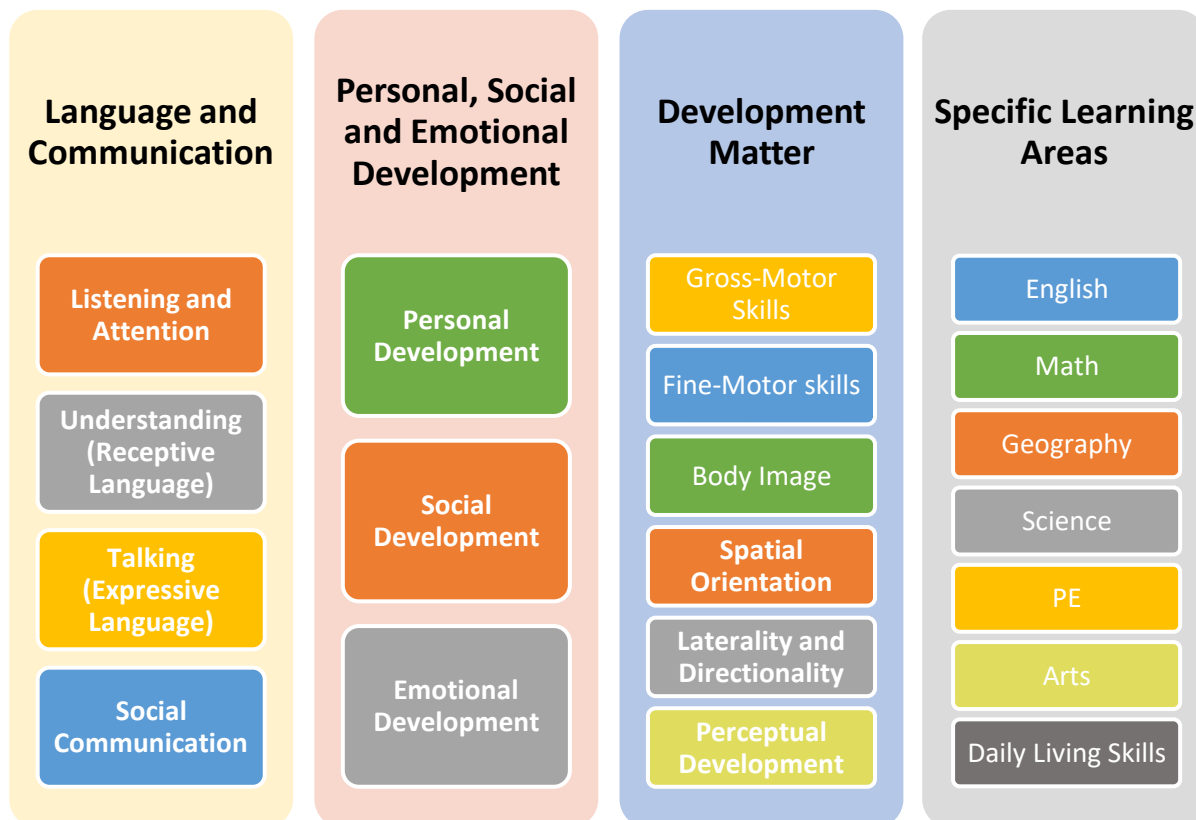 Language and
Communication
Listening and
Attention
Understanding
(Receptive
Language)
Talking
(Expressive
Language)
Social
Communication
Personal, Social
and Emotional
Development
Personal
Development
Social
Development
Emotional
Development
Development
Matter
Gross-Motor
Skills
Fine-Motor skills
Body Image
Spatial
Orientation
Laterality and
Directionality
Perceptual
Development
Specific Learning
Areas
English
Math
Geography
Science
PE
Arts
Daily Living Skills